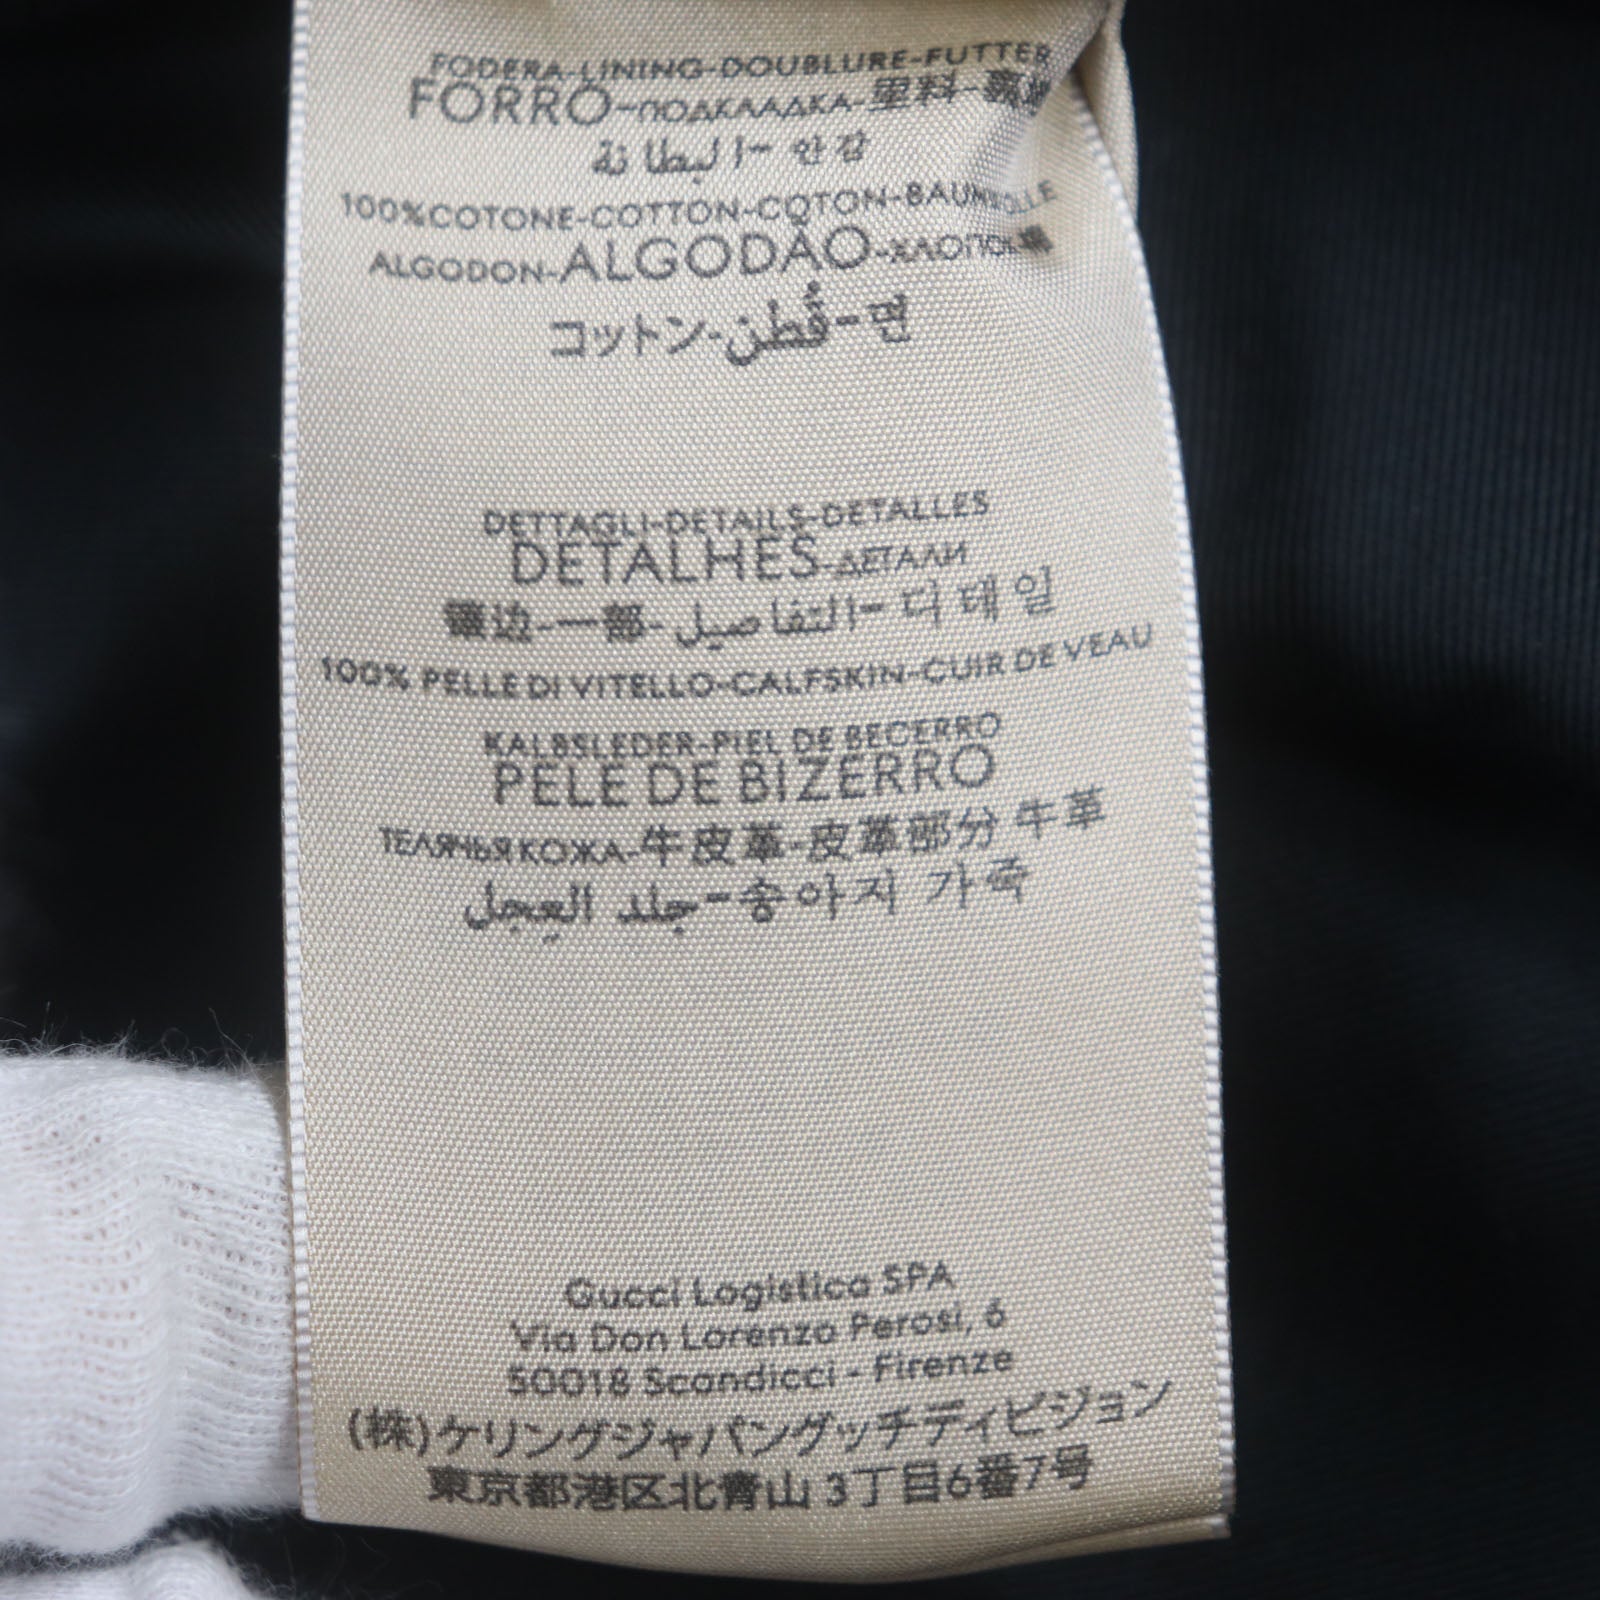 FODERA-LINING-DOUBLURE-FUTTER
FORRO-ПОДКЛАДКА-里料-裏地
البطانة-안감
100%COTONE-COTTON-COTON-BAUMWOLLE
ALGODON-ALGODÃO-ХЛОПОК-棉
コットン-قُطن-면
DETTAGLI-DETAILS-DETALLES
DETALHES-ДЕТАЛИ
镶边-一部-التفاصيل-디테일
100% PELLE DI VITELLO-CALFSKIN-CUIR DE VEAU
KALBSLEDER-PIEL DE BECERRO
PELE DE BIZERRO
ТЕЛЯЧЬЯ КОЖА-牛皮革-皮革部分 牛革
جلد العِجل-송아지 가죽
Gucci Logistica SPA
Via Don Lorenzo Perosi, 6
50018 Scandicci - Firenze
(株)ケリングジャパングッチディビジョン
東京都港区北青山 3丁目6番7号